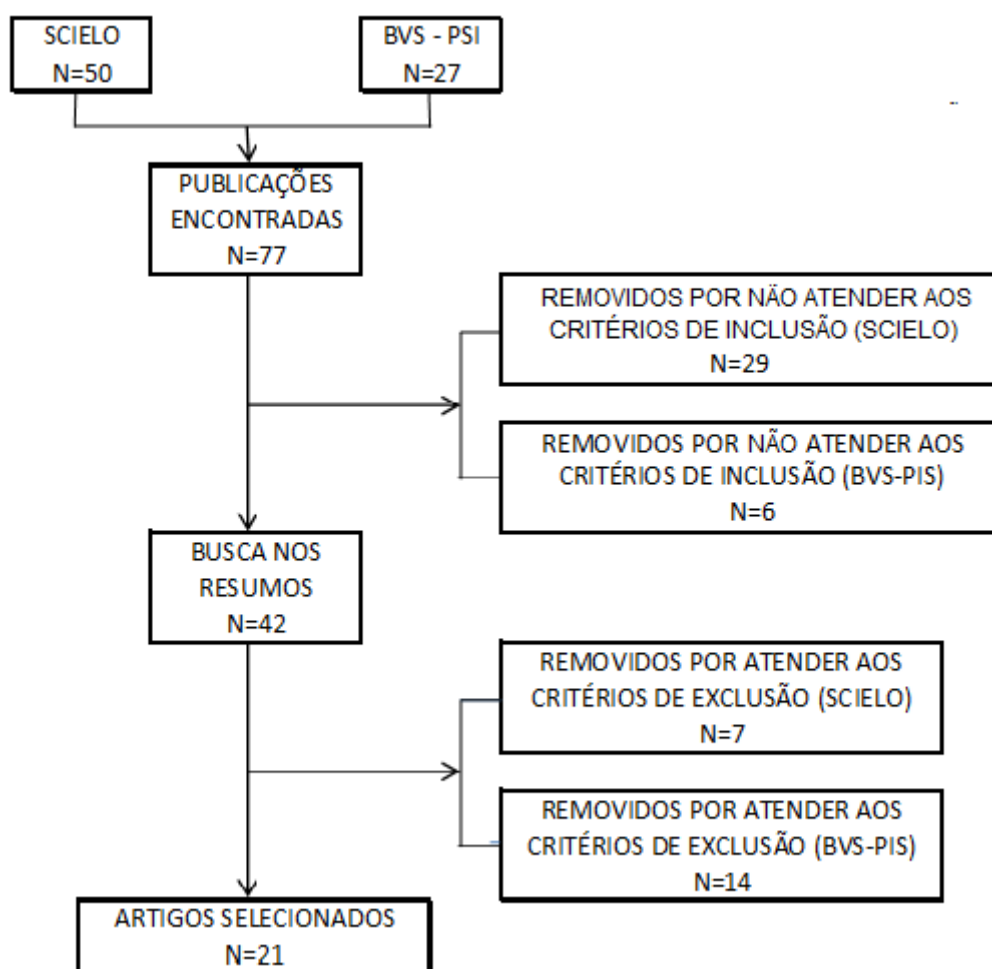 SCIELO
N=50
BVS - PSI
N=27
PUBLICAÇÕES
ENCONTRADAS
N=77
REMOVIDOS POR NÃO ATENDER AOS
CRITÉRIOS DE INCLUSÃO (SCIELO)
N=29
REMOVIDOS POR NÃO ATENDER AOS
CRITÉRIOS DE INCLUSÃO (BVS-PIS)
N=6
BUSCA NOS
RESUMOS
N=42
REMOVIDOS POR ATENDER AOS
CRITÉRIOS DE EXCLUSÃO (SCIELO)
N=7
REMOVIDOS POR ATENDER AOS
CRITÉRIOS DE EXCLUSÃO (BVS-PIS)
N=14
ARTIGOS SELECIONADOS
N=21